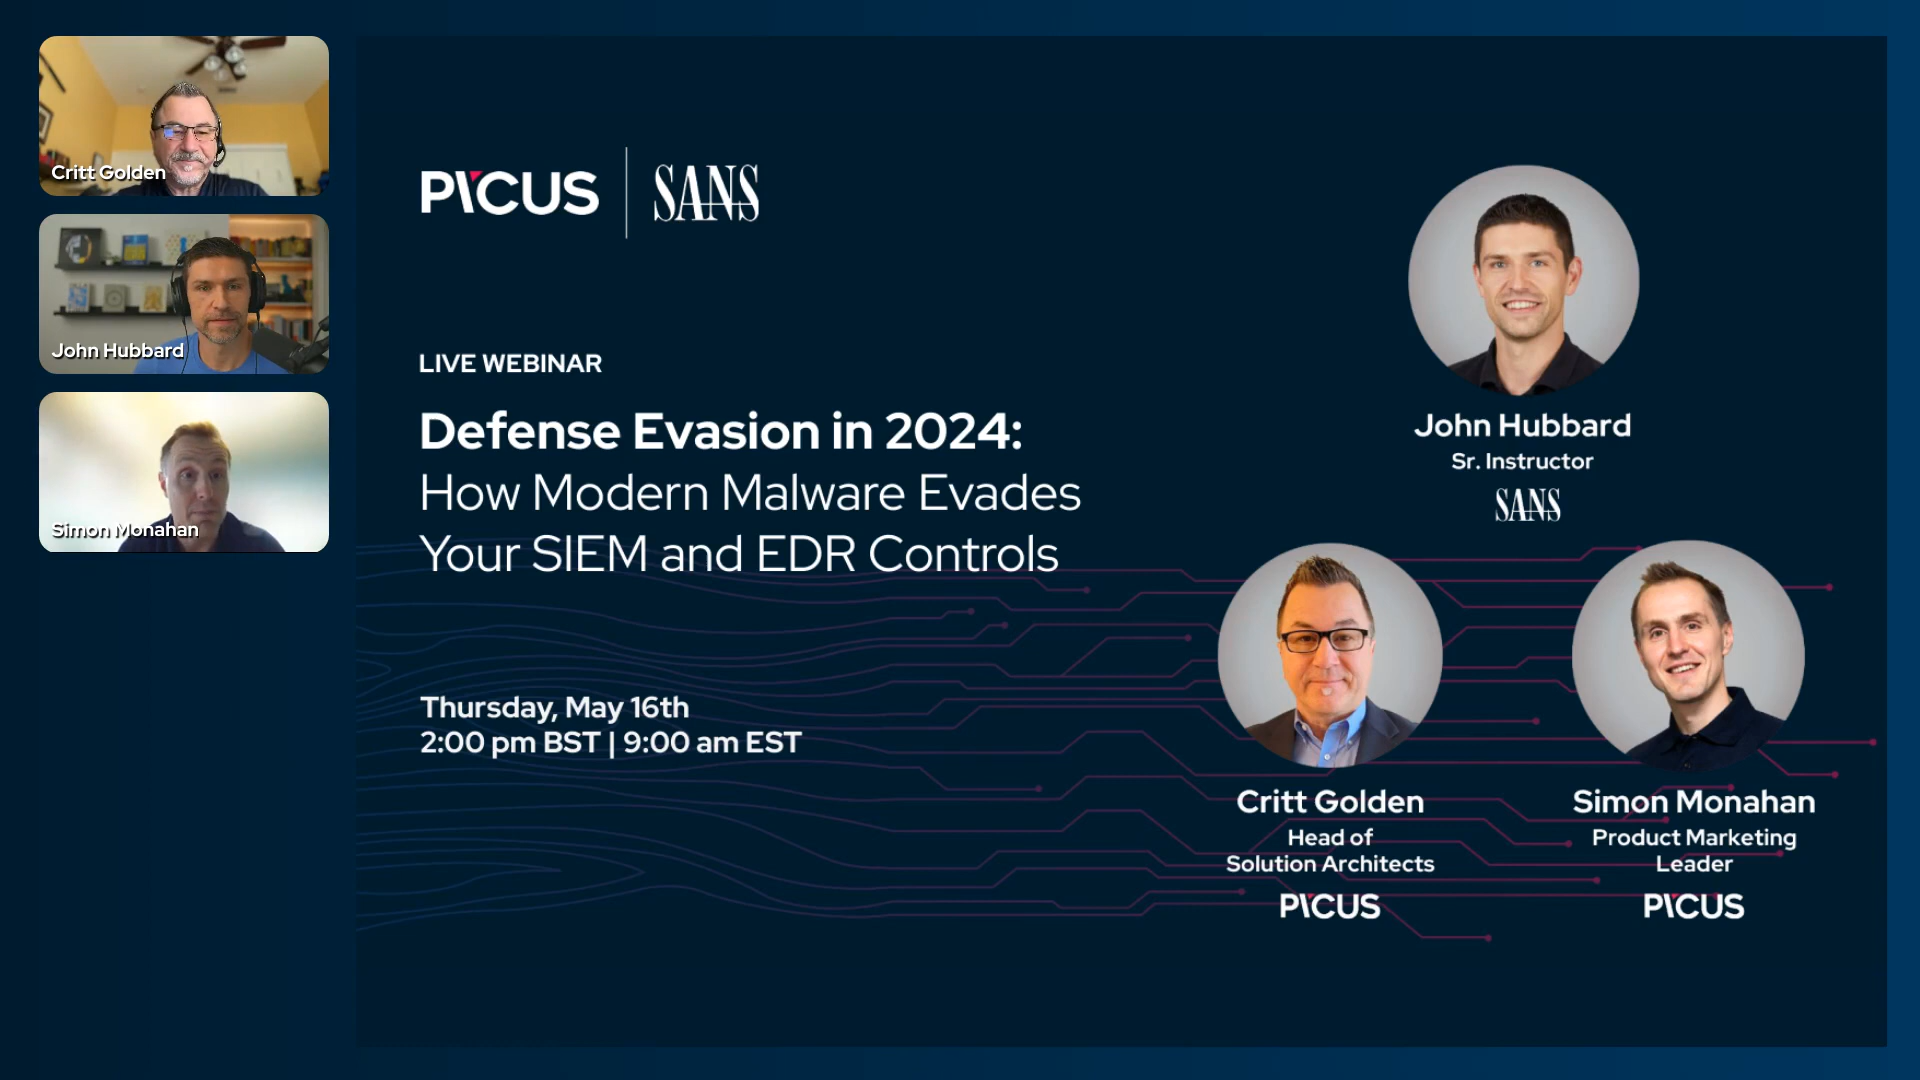 Critt Golden
John Hubbard
Simon Monahan
PICUS
SANS
LIVE WEBINAR
Defense Evasion in 2024:
How Modern Malware Evades
Your SIEM and EDR Controls
Thursday, May 16th
2:00 pm BST | 9:00 am EST
John Hubbard
Sr. Instructor
SANS
Critt Golden
Head of
Solution Architects
PICUS
Simon Monahan
Product Marketing
Leader
PICUS